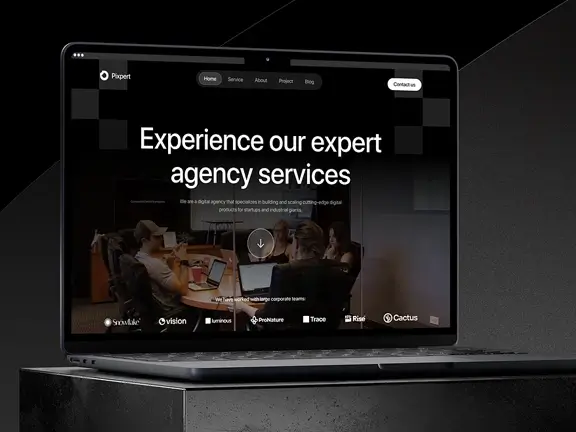 Pixpert
Home Service About Project Blog
Contact us
Experience our expert
agency services
We are a digital agency that specializes in building and scaling cutting-edge digital
products for startups and industrial giants.
We have worked with large corporate teams:
Snowflake vision luminous ProNature Trace Rise Cactus